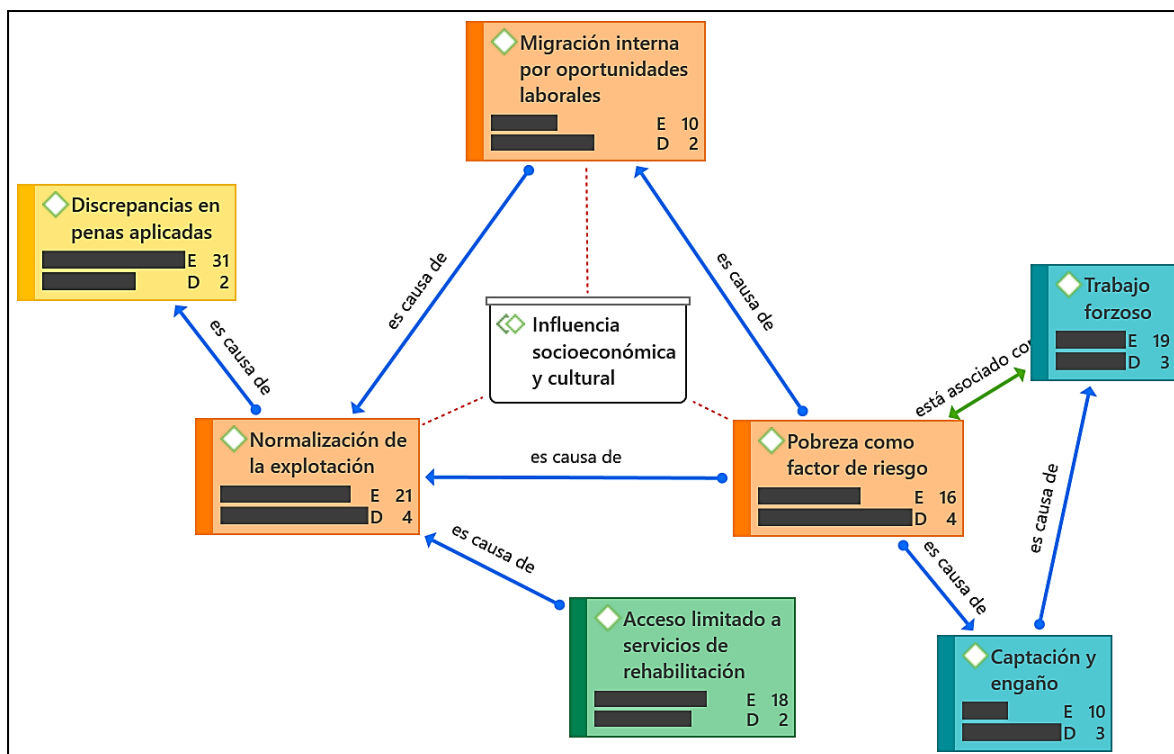 Migración interna
por oportunidades
laborales
E 10
D 2
Discrepancias en
penas aplicadas
E 31
D 2
es causa de
es causa de
es causa de
Influencia
socioeconómica
y cultural
Trabajo
forzoso
E 19
D 3
está asociado con
Normalización de
la explotación
E 21
D 4
es causa de
Pobreza como
factor de riesgo
E 16
D 4
es causa de
es causa de
es causa de
Acceso limitado a
servicios de
rehabilitación
E 18
D 2
Captación y
engaño
E 10
D 3